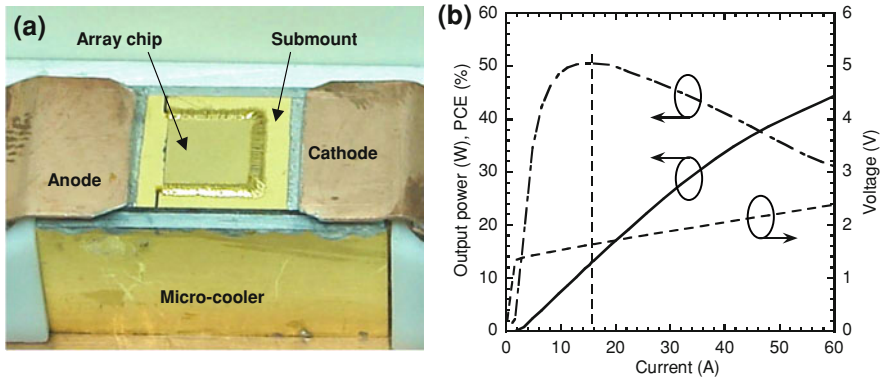 (a)
Array chip
Submount
Anode
Cathode
Micro-cooler
(b)
Output power (W), PCE (%)
60
50
40
30
20
10
0
0 10 20 30 40 50 60
Current (A)
6
5
4
3
2
1
0
Voltage (V)